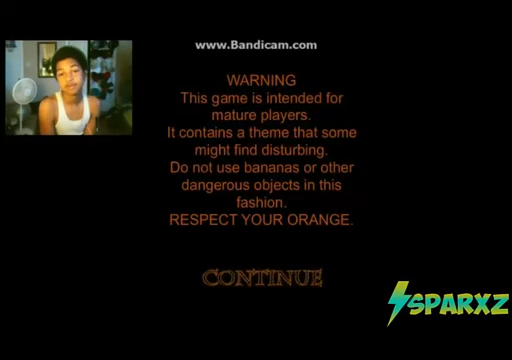 www.Bandicam.com
WARNING
This game is intended for
mature players.
It contains a theme that some
might find disturbing.
Do not use bananas or other
dangerous objects in this
fashion.
RESPECT YOUR ORANGE.
CONTINUE
SPARXZ